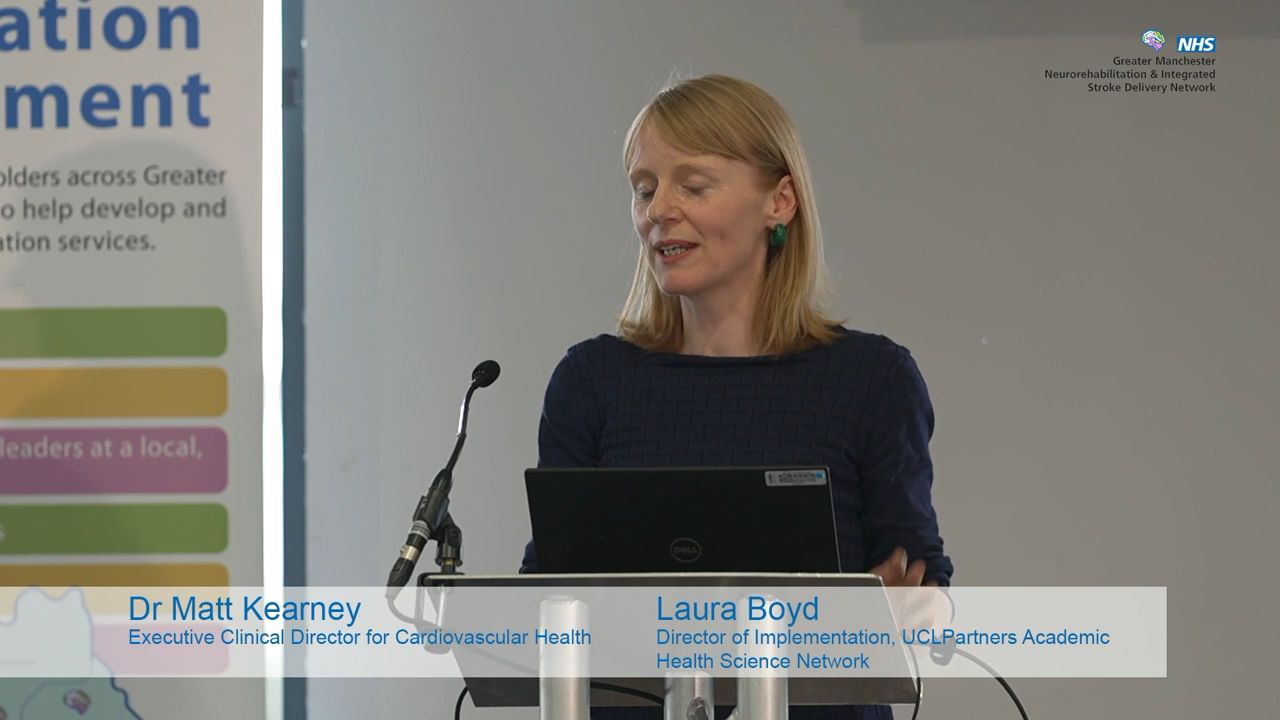 ation
ment
olders across Greater
o help develop and
ation services.
leaders at a local,
s
NHS
Greater Manchester
Neurorehabilitation & Integrated
Stroke Delivery Network
DELL
Dr Matt Kearney
Executive Clinical Director for Cardiovascular Health
Laura Boyd
Director of Implementation, UCLPartners Academic
Health Science Network